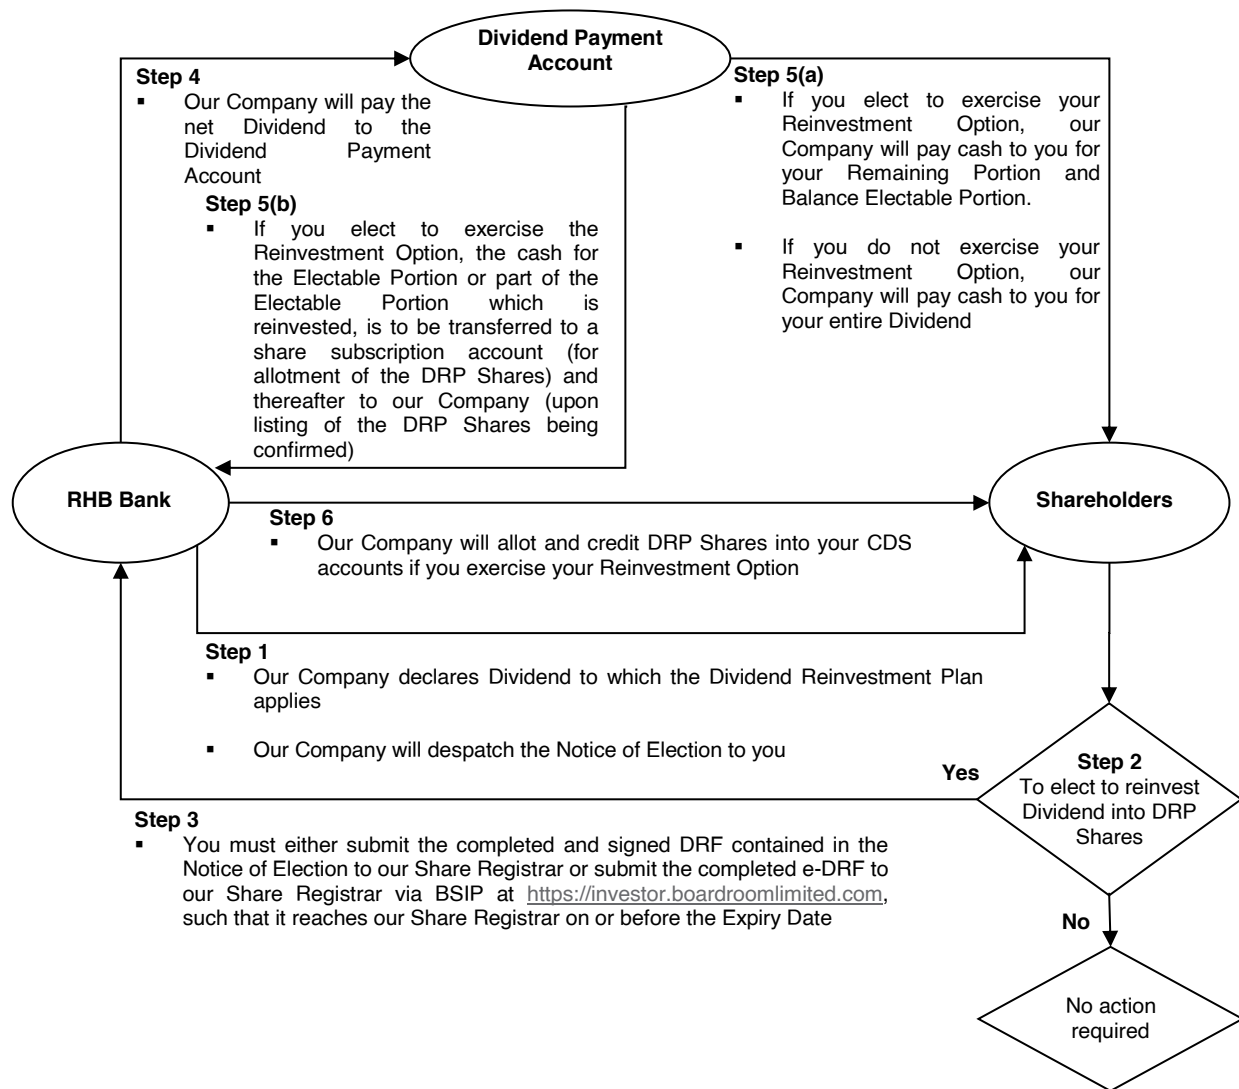 Dividend Payment
Account
Step 4
▪ Our Company will pay the
net Dividend to the
Dividend Payment
Account
Step 5(a)
▪ If you elect to exercise your
Reinvestment Option, our
Company will pay cash to you for
your Remaining Portion and
Balance Electable Portion.
▪ If you do not exercise your
Reinvestment Option, our
Company will pay cash to you for
your entire Dividend
Step 5(b)
▪ If you elect to exercise the
Reinvestment Option, the cash for
the Electable Portion or part of the
Electable Portion which is
reinvested, is to be transferred to a
share subscription account (for
allotment of the DRP Shares) and
thereafter to our Company (upon
listing of the DRP Shares being
confirmed)
RHB Bank
Shareholders
Step 6
▪ Our Company will allot and credit DRP Shares into your CDS
accounts if you exercise your Reinvestment Option
Step 1
▪ Our Company declares Dividend to which the Dividend Reinvestment Plan
applies
▪ Our Company will despatch the Notice of Election to you
Yes
Step 2
To elect to reinvest
Dividend into DRP
Shares
Step 3
▪ You must either submit the completed and signed DRF contained in the
Notice of Election to our Share Registrar or submit the completed e-DRF to
our Share Registrar via BSIP at https://investor.boardroomlimited.com,
such that it reaches our Share Registrar on or before the Expiry Date
No
No action
required